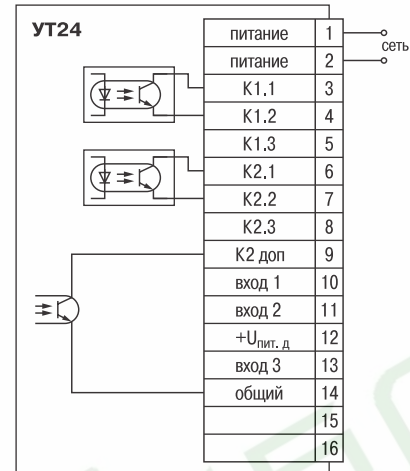 УТ24
питание 1
сеть
питание 2
К1.1 3
К1.2 4
К1.3 5
К2.1 6
К2.2 7
К2.3 8
К2 доп 9
вход 1 10
вход 2 11
+Uпит. д 12
вход 3 13
общий 14
15
16